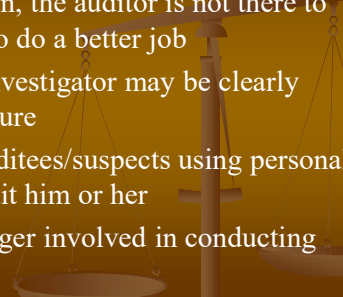 n, the auditor is not there to
o do a better job
vestigator may be clearly
ure
ditees/suspects using persona
it him or her
ger involved in conducting